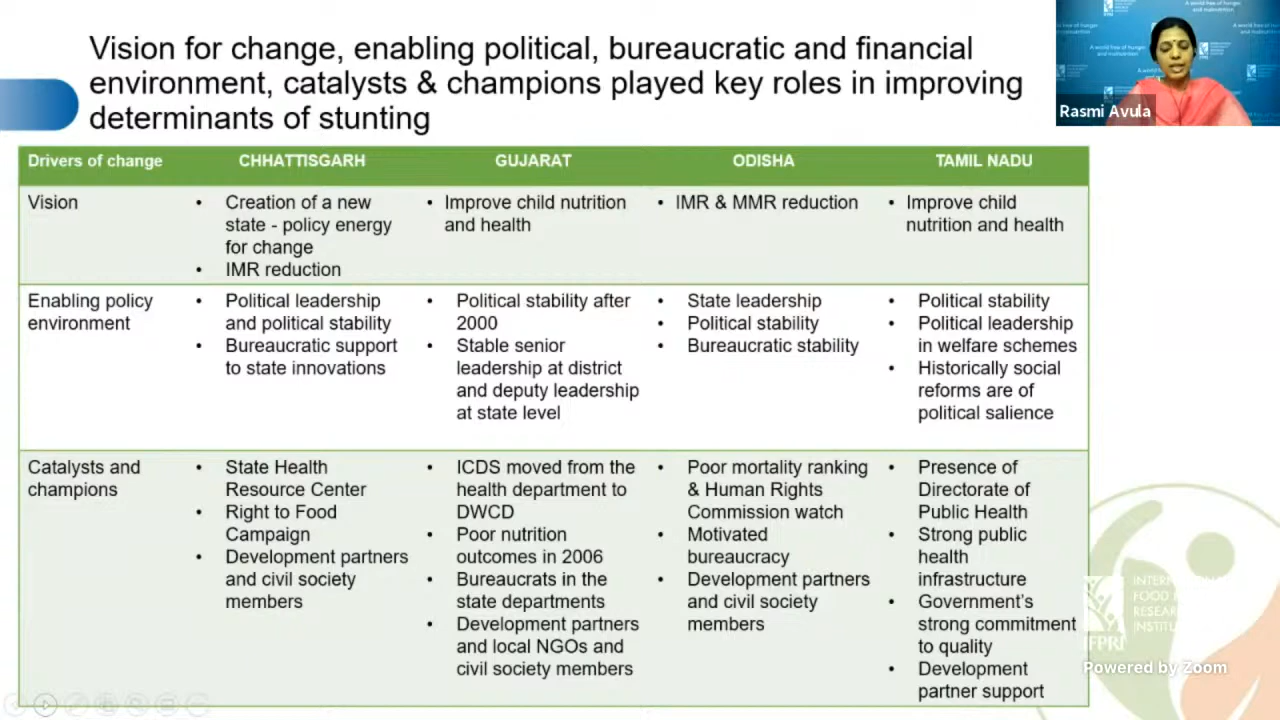 Vision for change, enabling political, bureaucratic and financial
environment, catalysts & champions played key roles in improving
determinants of stunting
Rasmi Avula
Drivers of change
CHHATTISGARH
GUJARAT
ODISHA
TAMIL NADU
Vision
• Creation of a new
state - policy energy
for change
• IMR reduction
• Improve child nutrition
and health
• IMR & MMR reduction
• Improve child
nutrition and health
Enabling policy
environment
• Political leadership
and political stability
• Bureaucratic support
to state innovations
• Political stability after
2000
• Stable senior
leadership at district
and deputy leadership
at state level
• State leadership
• Political stability
• Bureaucratic stability
• Political stability
• Political leadership
in welfare schemes
• Historically social
reforms are of
political salience
Catalysts and
champions
• State Health
Resource Center
• Right to Food
Campaign
• Development partners
and civil society
members
• ICDS moved from the
health department to
DWCD
• Poor nutrition
outcomes in 2006
• Bureaucrats in the
state departments
• Development partners
and local NGOs and
civil society members
• Poor mortality ranking
& Human Rights
Commission watch
• Motivated
bureaucracy
• Development partners
and civil society
members
• Presence of
Directorate of
Public Health
• Strong public
health
infrastructure
• Government's
strong commitment
to quality
• Development
partner support
IFPRI
Powered by Zoom